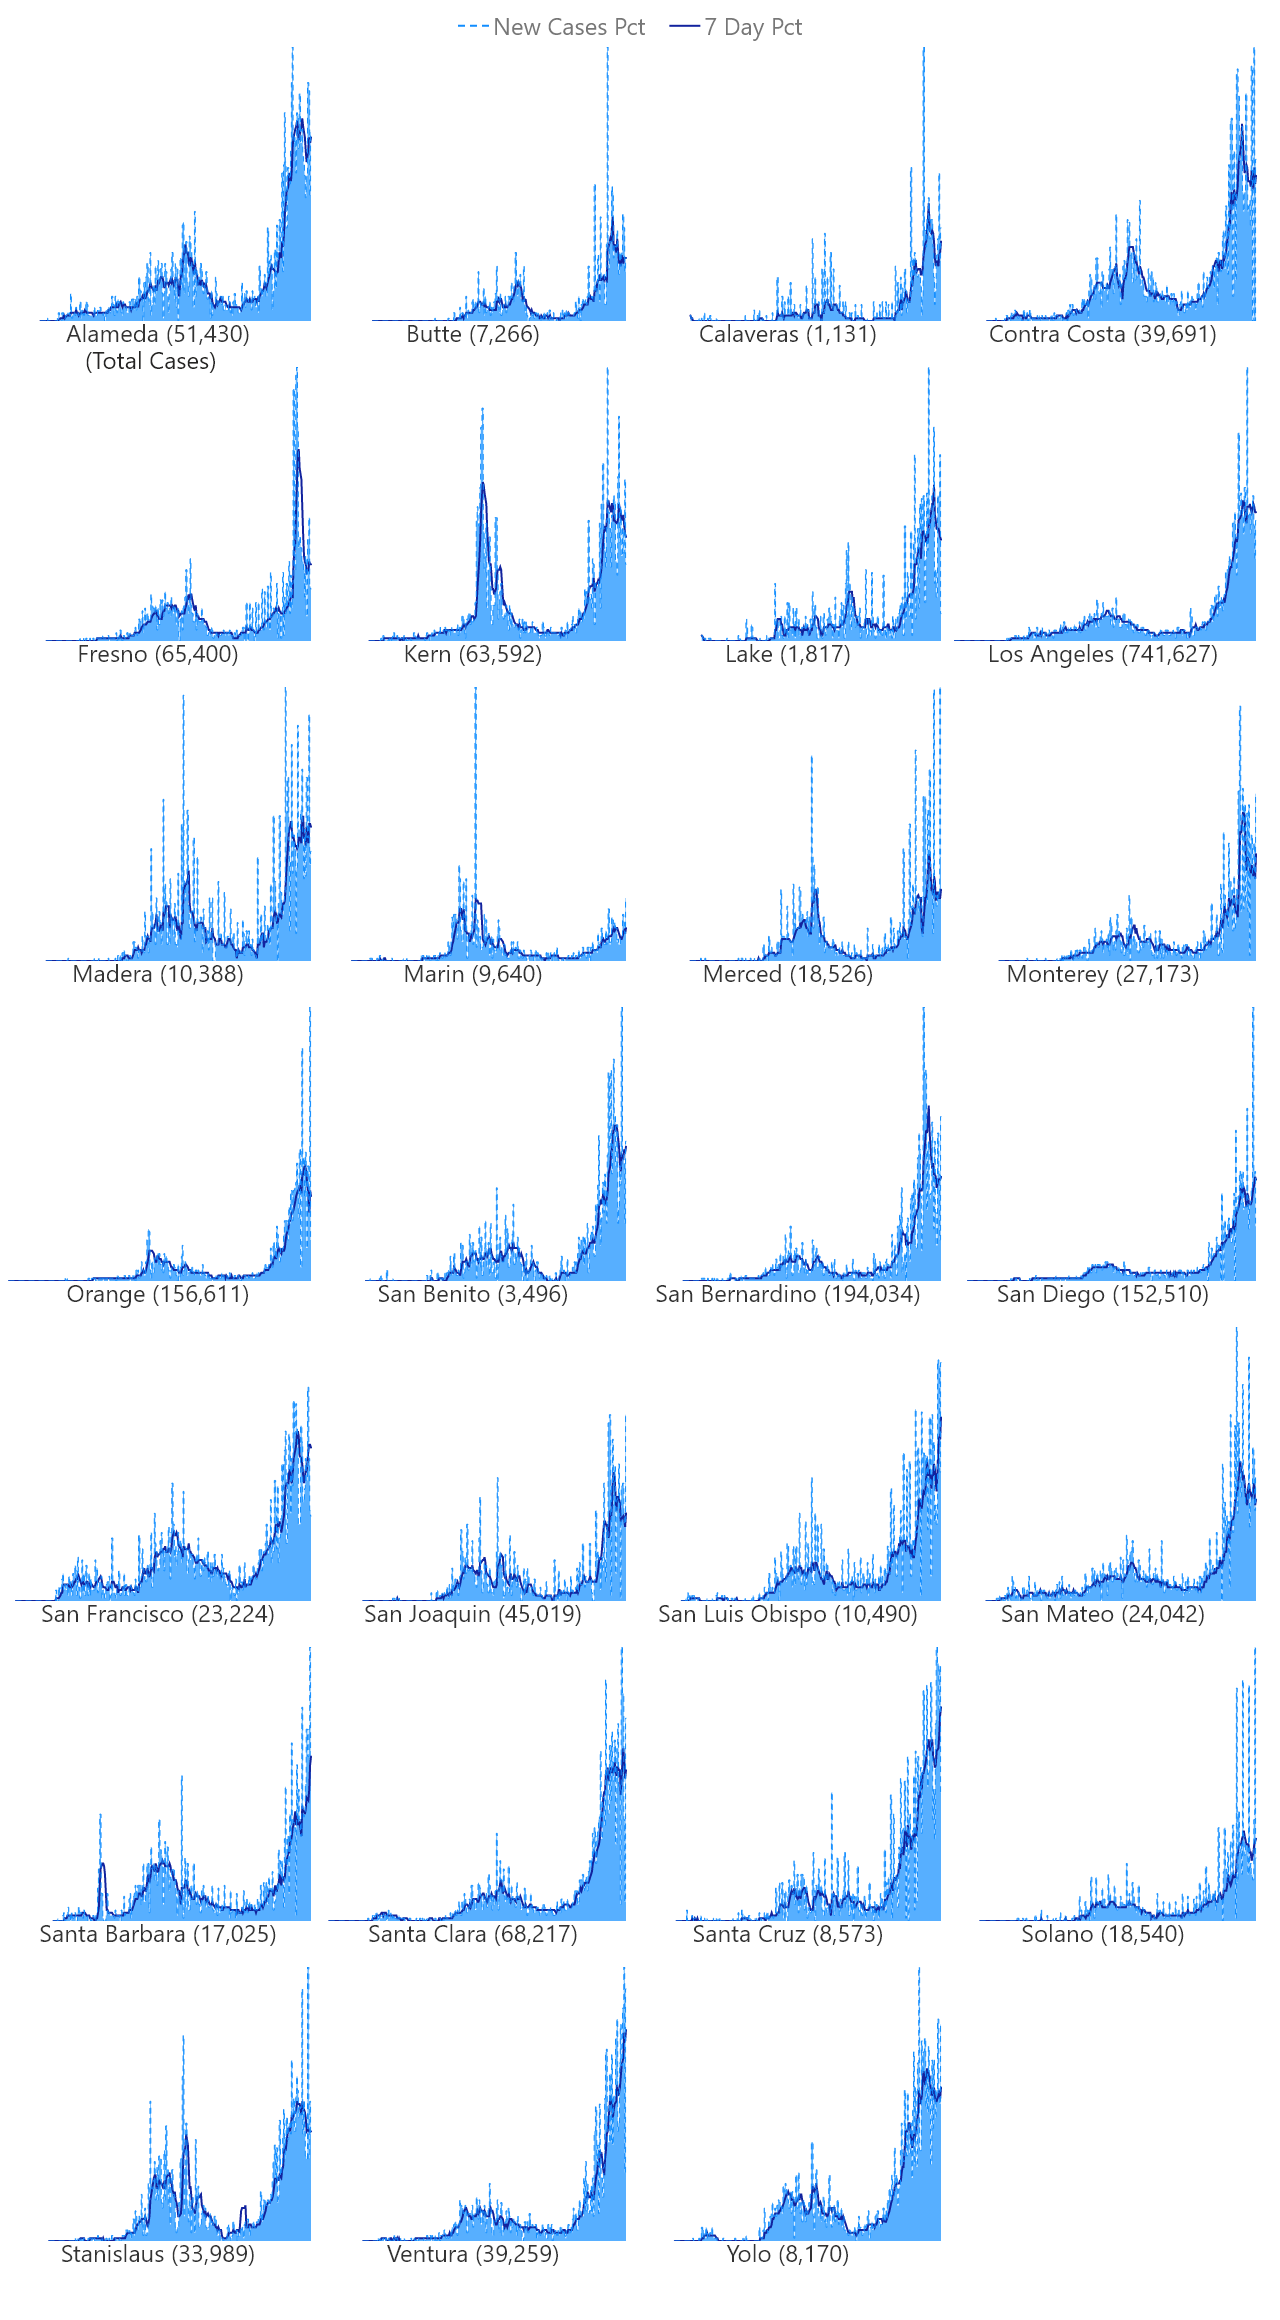 New Cases Pct 7 Day Pct
Alameda (51,430) Butte (7,266) Calaveras (1,131) Contra Costa (39,691)
(Total Cases)
Fresno (65,400) Kern (63,592) Lake (1,817) Los Angeles (741,627)
Madera (10,388) Marin (9,640) Merced (18,526) Monterey (27,173)
Orange (156,611) San Benito (3,496) San Bernardino (194,034) San Diego (152,510)
San Francisco (23,224) San Joaquin (45,019) San Luis Obispo (10,490) San Mateo (24,042)
Santa Barbara (17,025) Santa Clara (68,217) Santa Cruz (8,573) Solano (18,540)
Stanislaus (33,989) Ventura (39,259) Yolo (8,170)